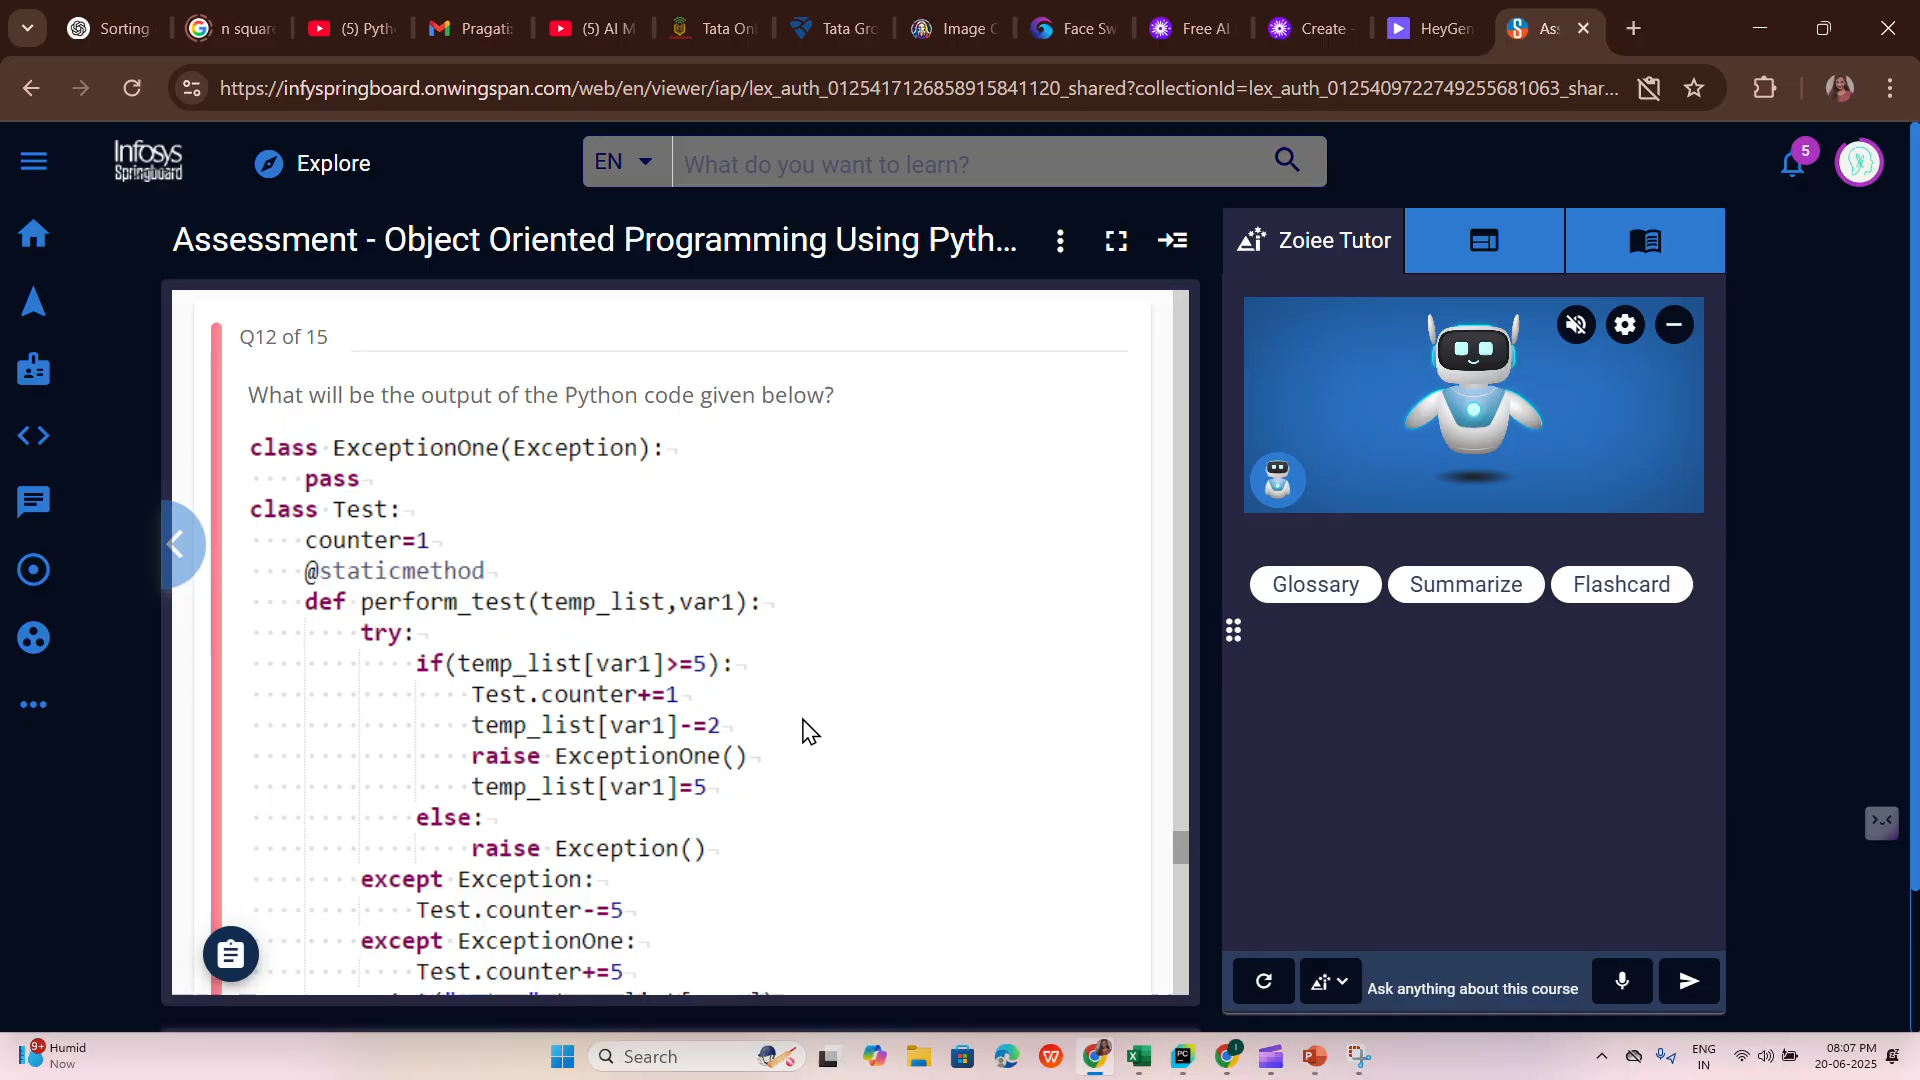 Sorting
n squar
(5) Pyth
Pragati
(5) AI M
Tata Onl
Tata Gro
Image C
Face Sw
Free AI
Create -
HeyGen
Ass
https://infyspringboard.onwingspan.com/web/en/viewer/iap/lex_auth_0125417126858915841120_shared?collectionId=lex_auth_0125409722749255681063_shar...
Infosys
Springboard
Explore
EN
What do you want to learn?
5
Assessment - Object Oriented Programming Using Pyth...
Zoiee Tutor
Q12 of 15
What will be the output of the Python code given below?
class ExceptionOne(Exception):
pass
class Test:
counter=1
@staticmethod
def perform_test(temp_list,var1):
try:
if(temp_list[var1]>=5):
Test.counter+=1
temp_list[var1]-=2
raise ExceptionOne()
temp_list[var1]=5
else:
raise Exception()
except Exception:
Test.counter-=5
except ExceptionOne:
Test.counter+=5
Glossary
Summarize
Flashcard
Ask anything about this course
9+
Humid
Now
Search
ENG
IN
08:07 PM
20-06-2025